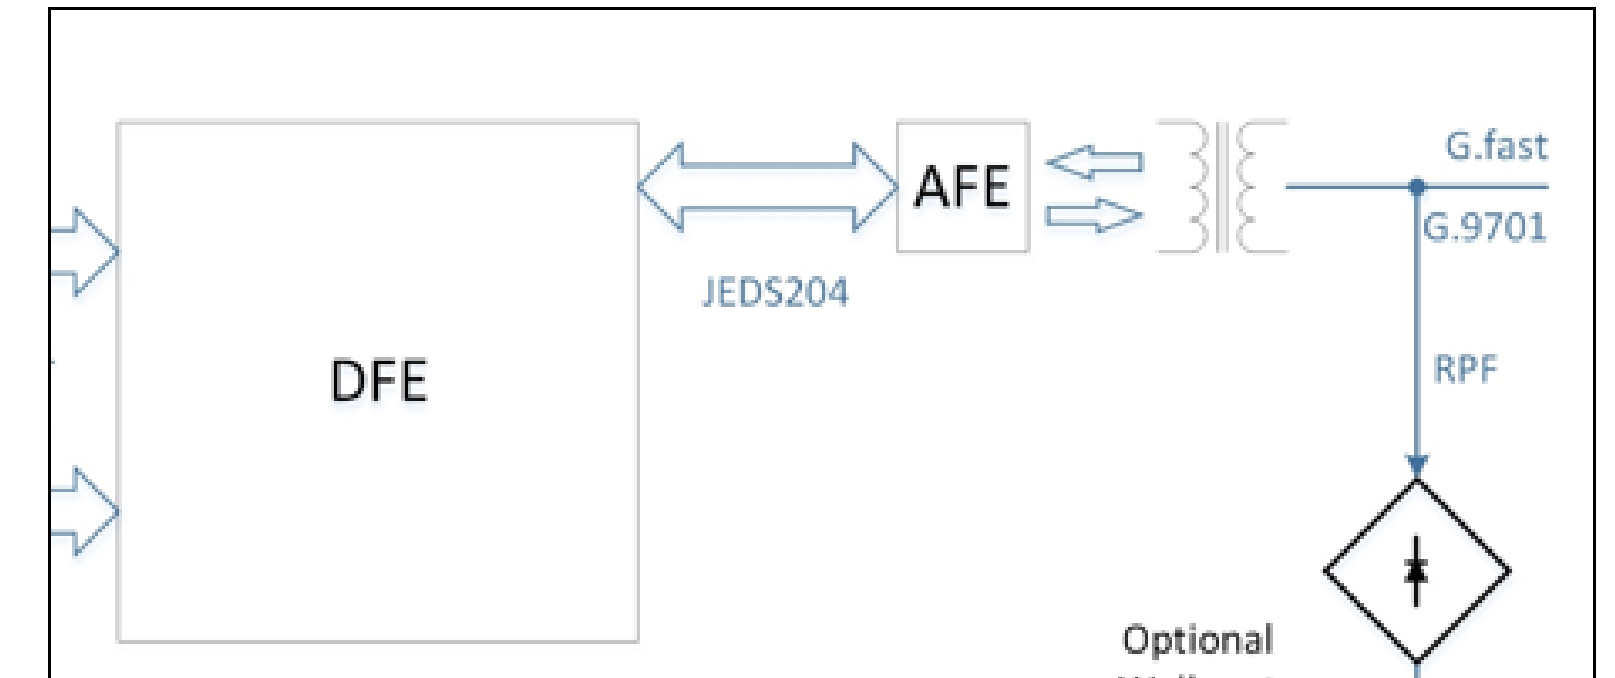 G.fast
AFE
G.9701
JEDS204
DFE
RPF
Optional